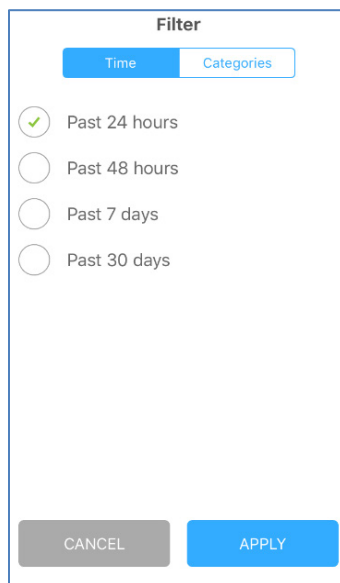 Filter
Time Categories
Past 24 hours
Past 48 hours
Past 7 days
Past 30 days
CANCEL APPLY